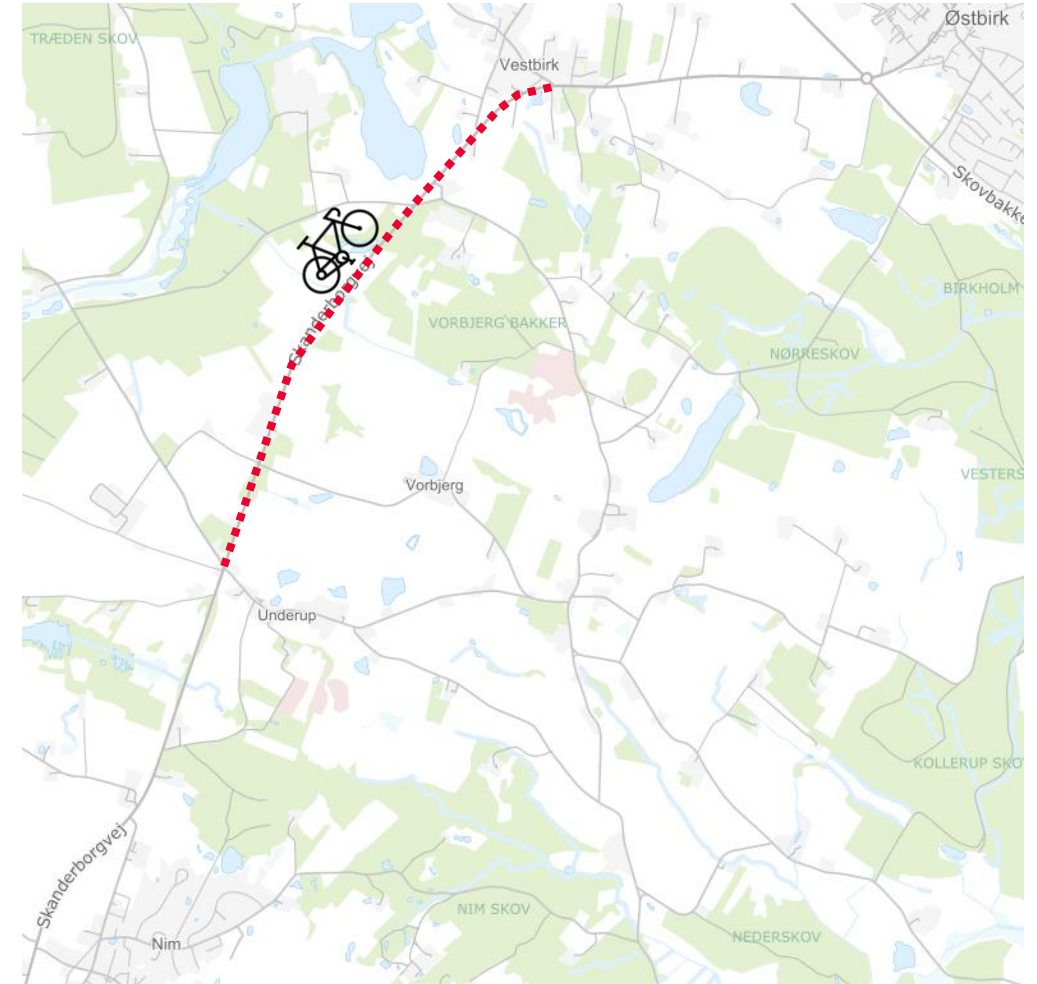 Østbirk
TRÆDEN SKOV
Vestbirk
Skovbakke
BIRKHOLM
Skanderborgvej
VORBJERG BAKKER
NØRRESKOV
VESTERS
Vorbjerg
Underup
KOLLERUP SKO
Skanderborgvej
NIM SKOV
NEDERSKOV
Nim